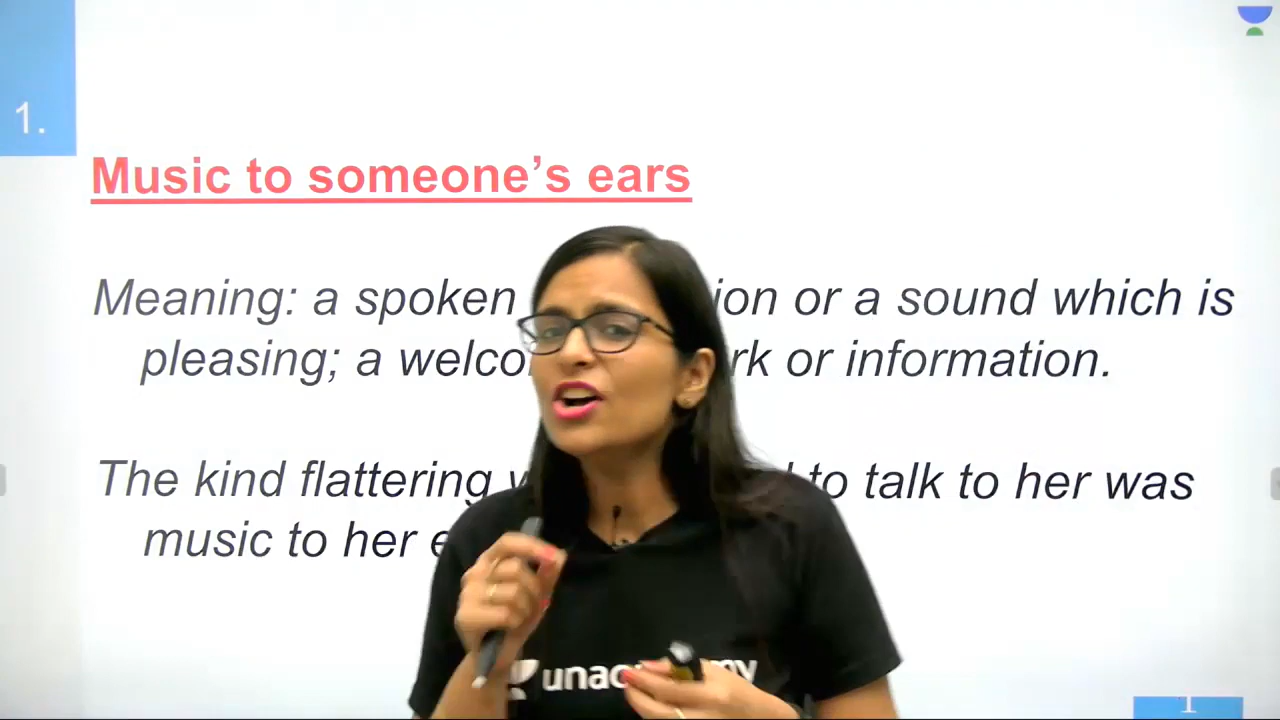 1.
Music to someone’s ears
Meaning: a spoken or a sound which is
pleasing; a or information.
The kind flattering to talk to her was
music to her
1